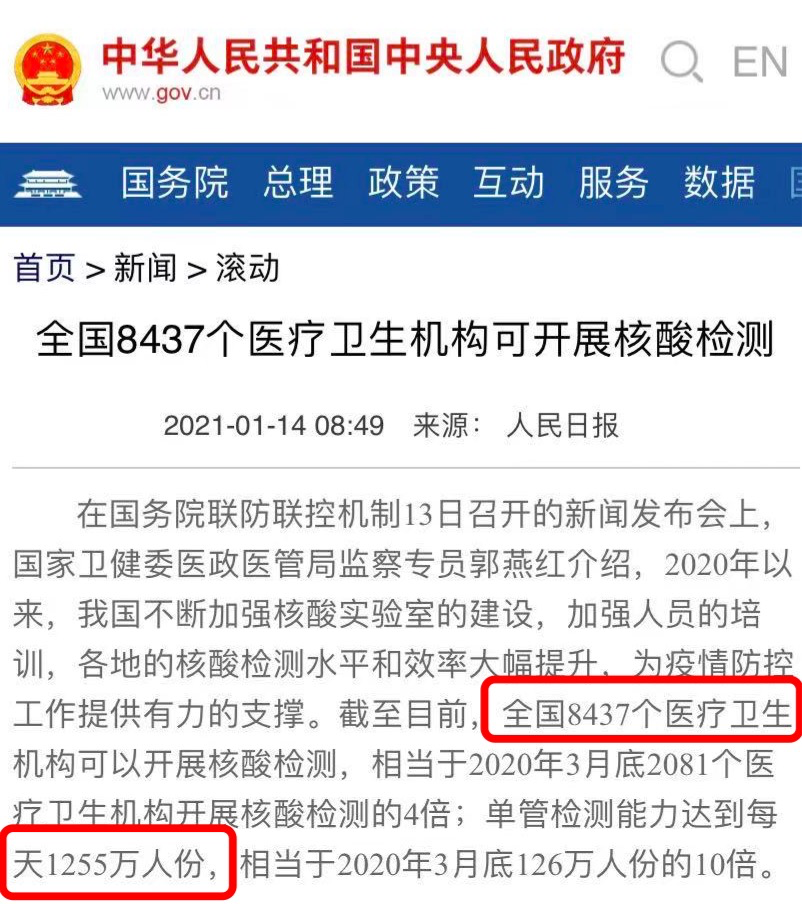 中华人民共和国中央人民政府
www.gov.cn
EN
国务院 总理 政策 互动 服务 数据
首页 > 新闻 > 滚动
全国8437个医疗卫生机构可开展核酸检测
2021-01-14 08:49 来源： 人民日报
在国务院联防联控机制13日召开的新闻发布会上，
国家卫健委医政医管局监察专员郭燕红介绍，2020年以
来，我国不断加强核酸实验室的建设，加强人员的培
训，各地的核酸检测水平和效率大幅提升，为疫情防控
工作提供有力的支撑。截至目前，全国8437个医疗卫生
机构可以开展核酸检测，相当于2020年3月底2081个医
疗卫生机构开展核酸检测的4倍；单管检测能力达到每
天1255万人份，相当于2020年3月底126万人份的10倍。